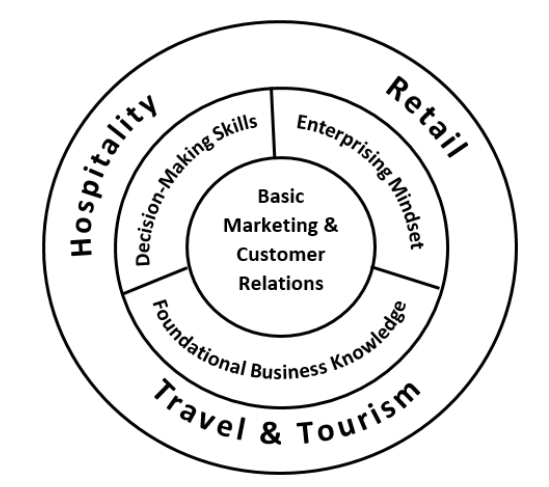 Hospitality
Retail
Decision-Making Skills
Enterprising Mindset
Basic
Marketing &
Customer
Relations
Foundational Business Knowledge
Travel & Tourism